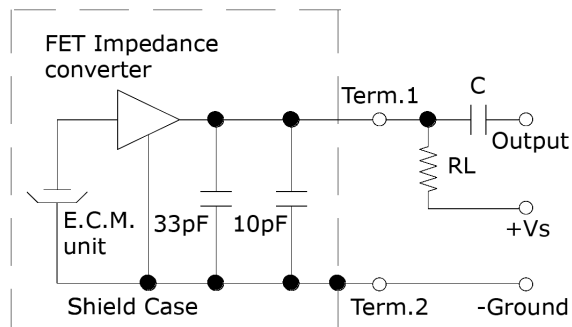 FET Impedance
converter
Term.1
C
Output
RL
+Vs
E.C.M.
unit
33pF
10pF
Shield Case
Term.2
-Ground